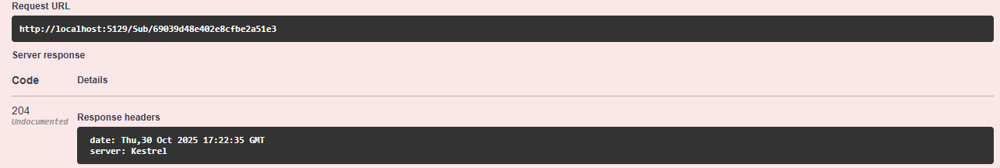 Request URL
http://localhost:5129/Sub/69039d48e402e8cfbe2a51e3
Server response
Code Details
204
Undocumented
Response headers
date: Thu,30 Oct 2025 17:22:35 GMT
server: Kestrel